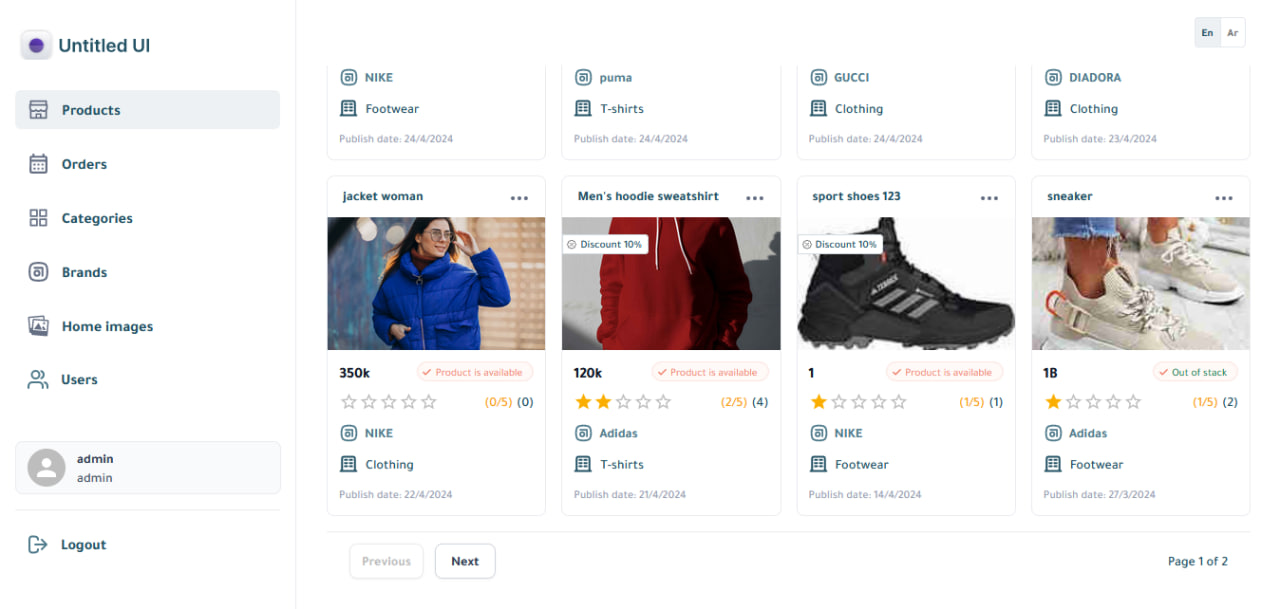 Untitled UI
En Ar
Products
Orders
Categories
Brands
Home images
Users
admin
admin
Logout
NIKE
Footwear
Publish date: 24/4/2024
puma
T-shirts
Publish date: 24/4/2024
GUCCI
Clothing
Publish date: 24/4/2024
DIADORA
Clothing
Publish date: 23/4/2024
jacket woman
350k
Product is available
(0/5) (0)
NIKE
Clothing
Publish date: 22/4/2024
Men's hoodie sweatshirt
Discount 10%
120k
Product is available
(2/5) (4)
Adidas
T-shirts
Publish date: 21/4/2024
sport shoes 123
Discount 10%
TERREX
1
Product is available
(1/5) (1)
NIKE
Footwear
Publish date: 14/4/2024
sneaker
1B
Out of stack
(1/5) (2)
Adidas
Footwear
Publish date: 27/3/2024
Previous
Next
Page 1 of 2